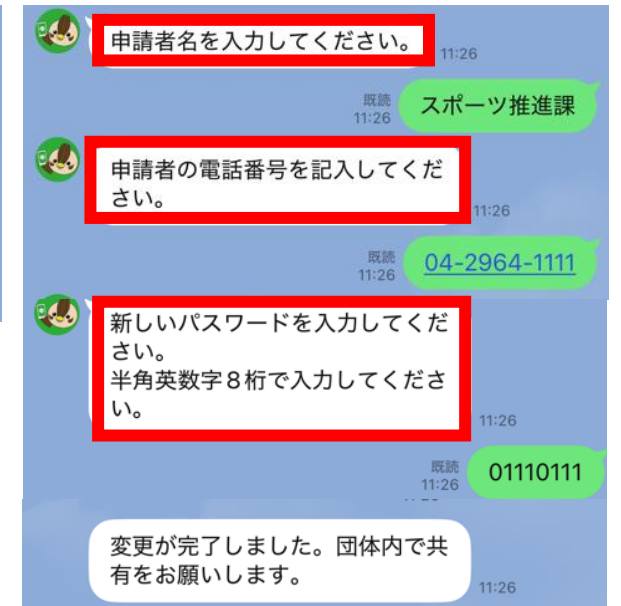 申請者名を入力してください。
11:26
既読
11:26
スポーツ推進課
申請者の電話番号を記入してくだ
さい。
11:26
既読
11:26
04-2964-1111
新しいパスワードを入力してくだ
さい。
半角英数字８桁で入力してくださ
い。
11:26
既読
11:26
01110111
変更が完了しました。団体内で共
有をお願いします。
11:26